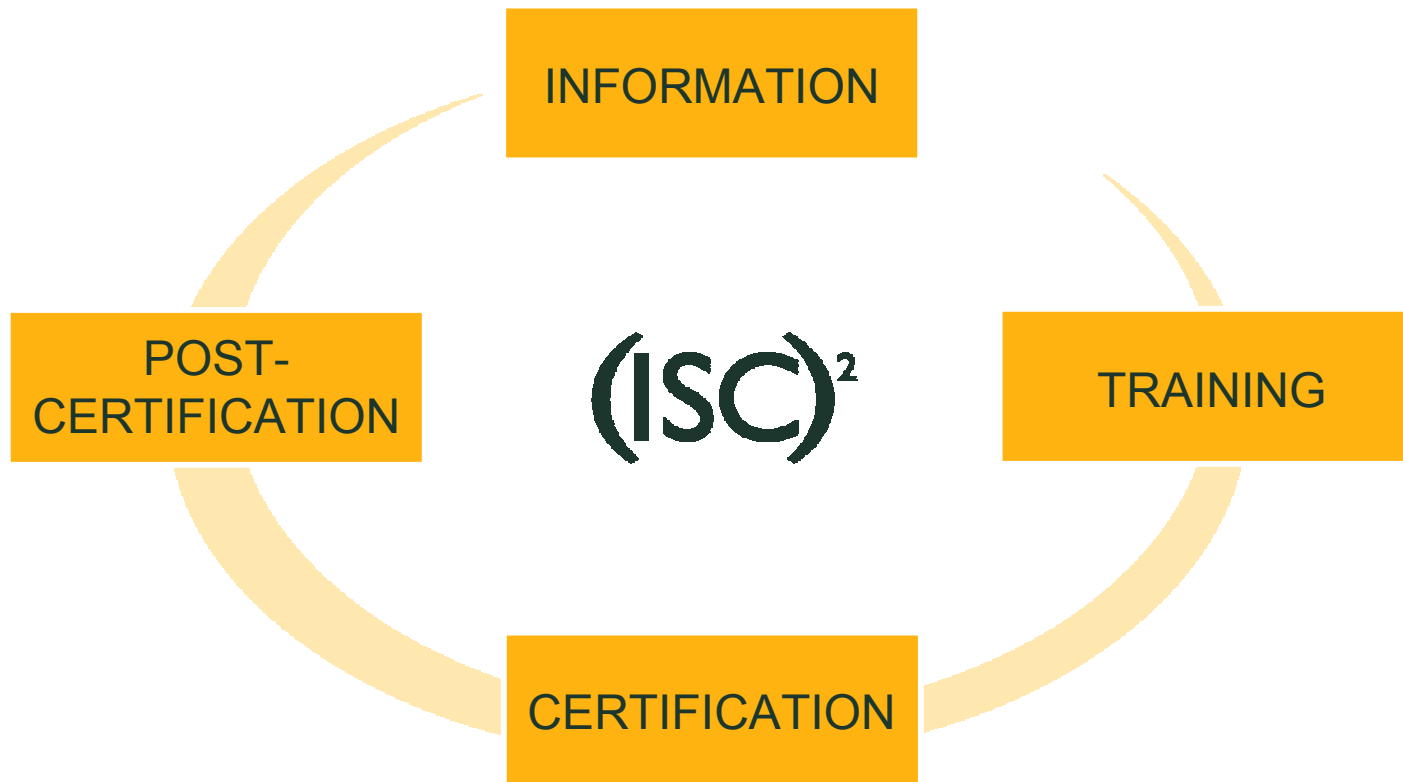 INFORMATION
POST-
CERTIFICATION
(ISC)²
TRAINING
CERTIFICATION